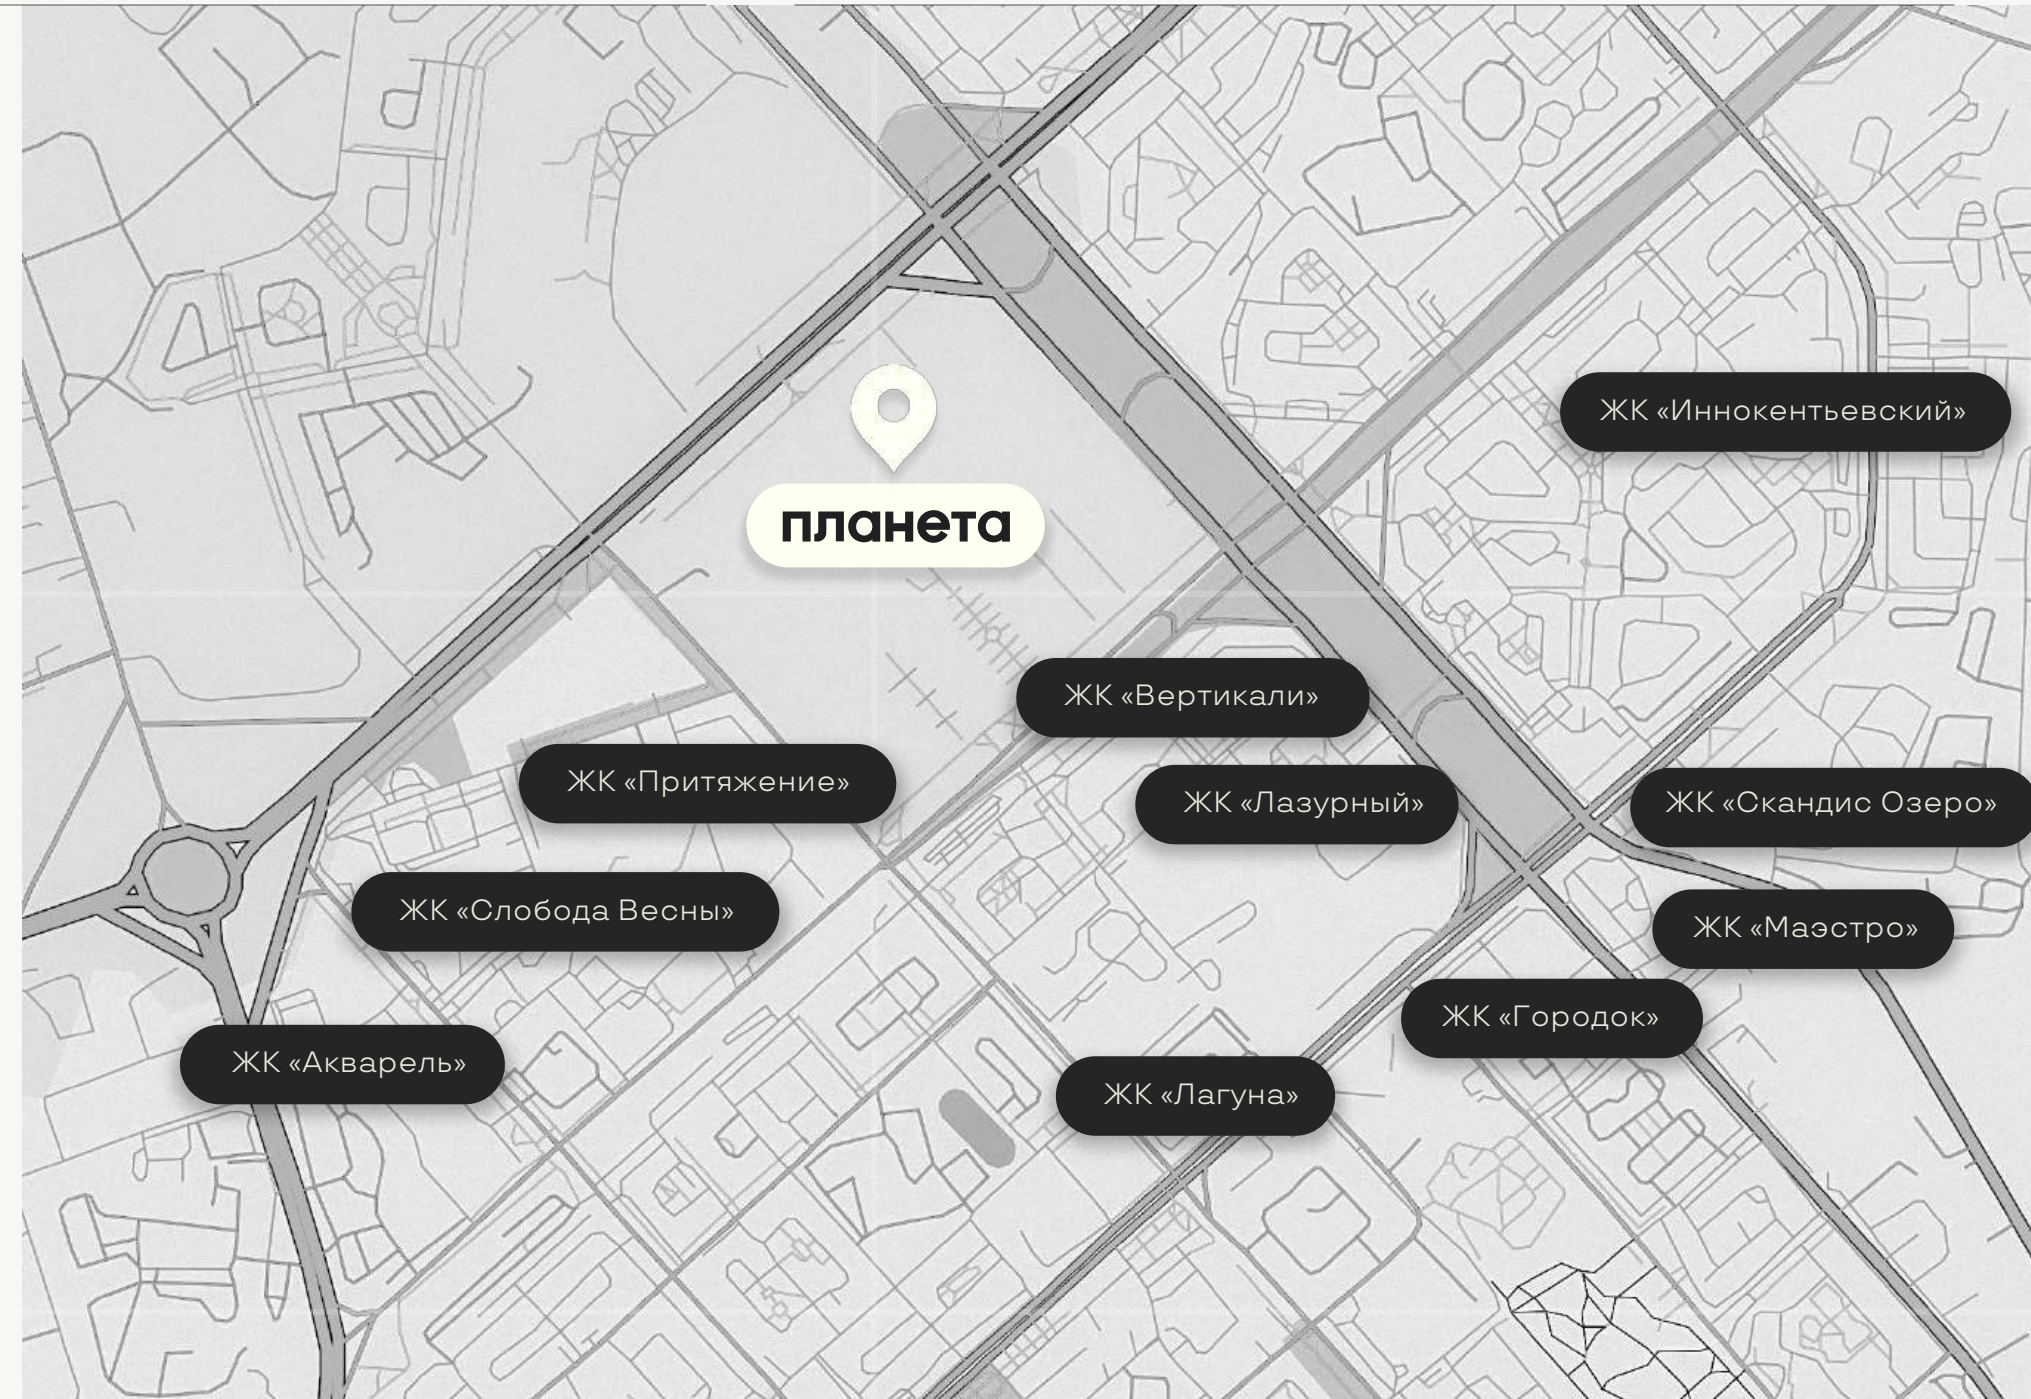 ЖК «Иннокентьевский»
планета
ЖК «Вертикали»
ЖК «Притяжение»
ЖК «Лазурный»
ЖК «Скандис Озеро»
ЖК «Слобода Весны»
ЖК «Маэстро»
ЖК «Городок»
ЖК «Акварель»
ЖК «Лагуна»